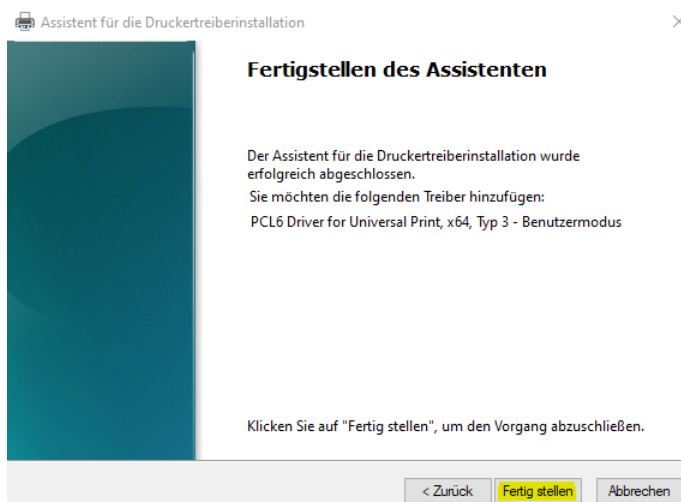 Assistent für die Druckertreiberinstallation
Fertigstellen des Assistenten
Der Assistent für die Druckertreiberinstallation wurde
erfolgreich abgeschlossen.
Sie möchten die folgenden Treiber hinzufügen:
PCL6 Driver for Universal Print, x64, Typ 3 - Benutzermodus
Klicken Sie auf "Fertig stellen", um den Vorgang abzuschließen.
< Zurück Fertig stellen Abbrechen